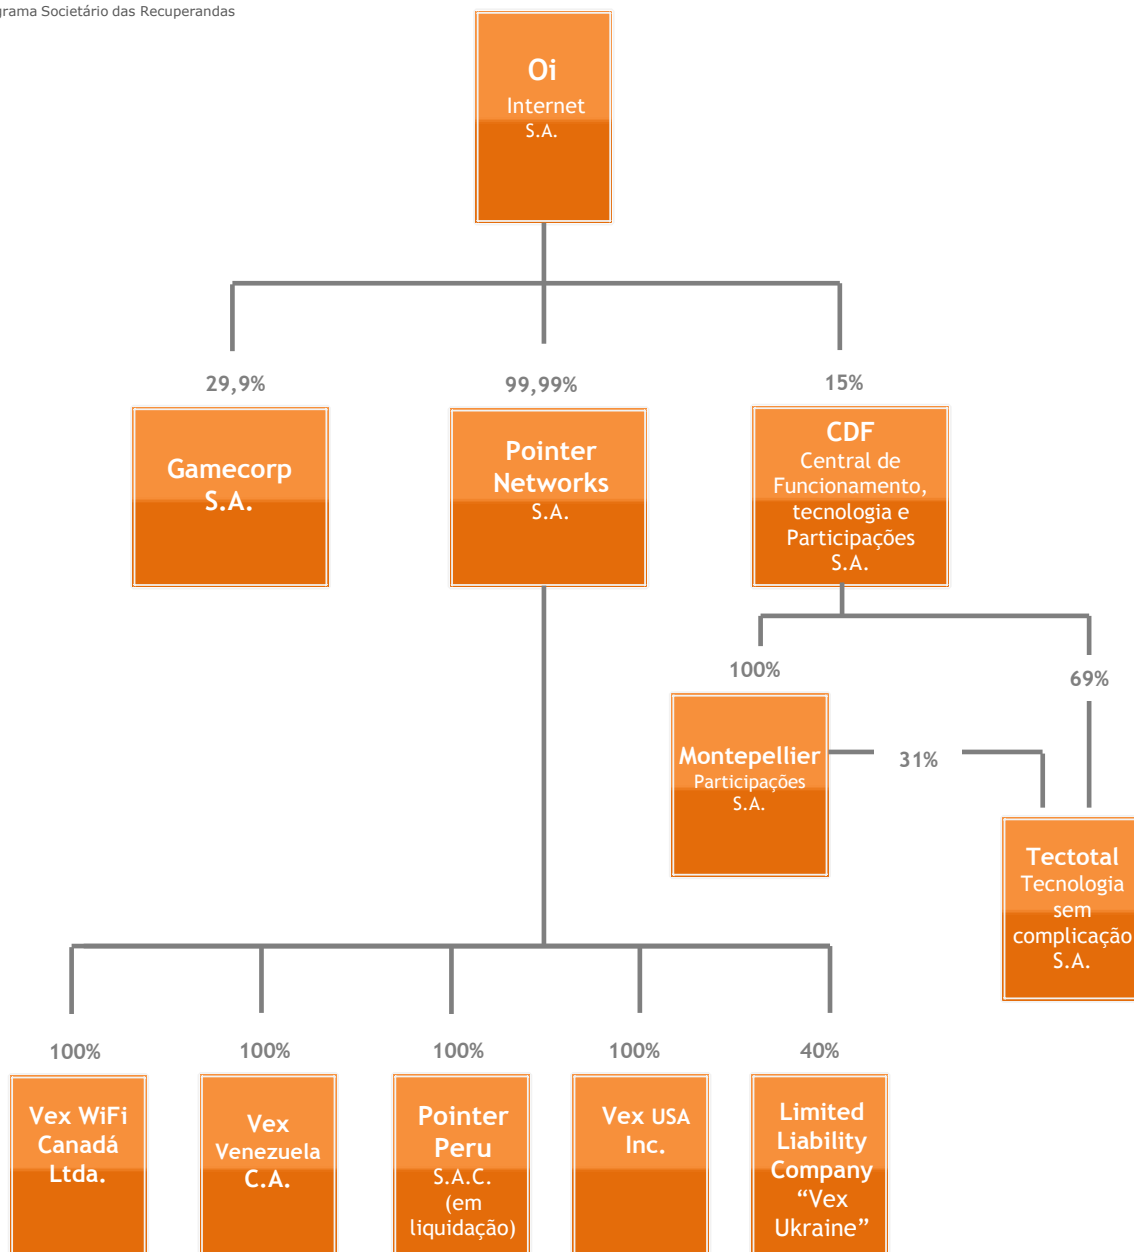 grama Societário das Recuperandas
Oi
Internet
S.A.
29,9%
99,99%
15%
Gamecorp
S.A.
Pointer
Networks
S.A.
CDF
Central de
Funcionamento,
tecnologia e
Participações
S.A.
100%
69%
Montepellier
Participações
S.A.
31%
Tectotal
Tecnologia
sem
complicação
S.A.
100%
100%
100%
100%
40%
Vex WiFi
Canadá
Ltda.
Vex
Venezuela
C.A.
Pointer
Peru
S.A.C.
(em
liquidação)
Vex USA
Inc.
Limited
Liability
Company
“Vex
Ukraine”